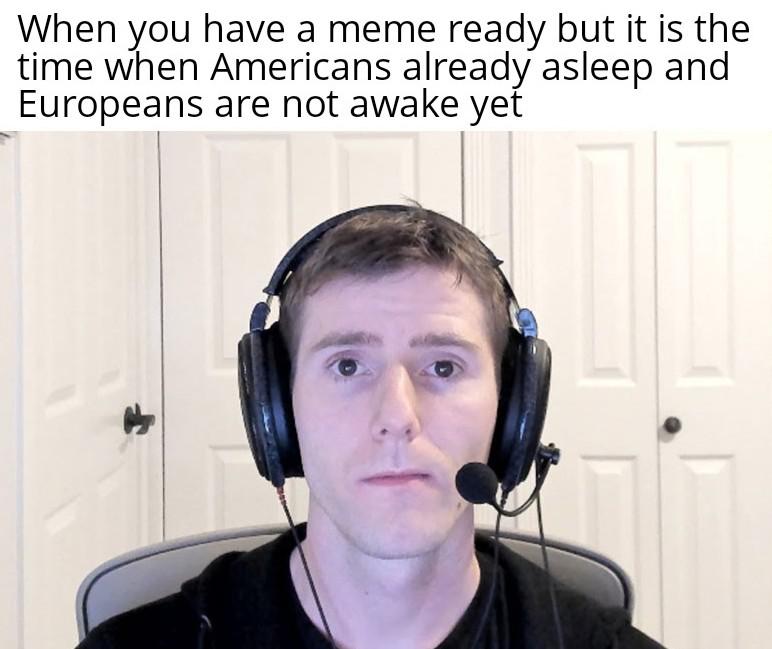 When you have a meme ready but it is the
time when Americans already asleep and
Europeans are not awake yet